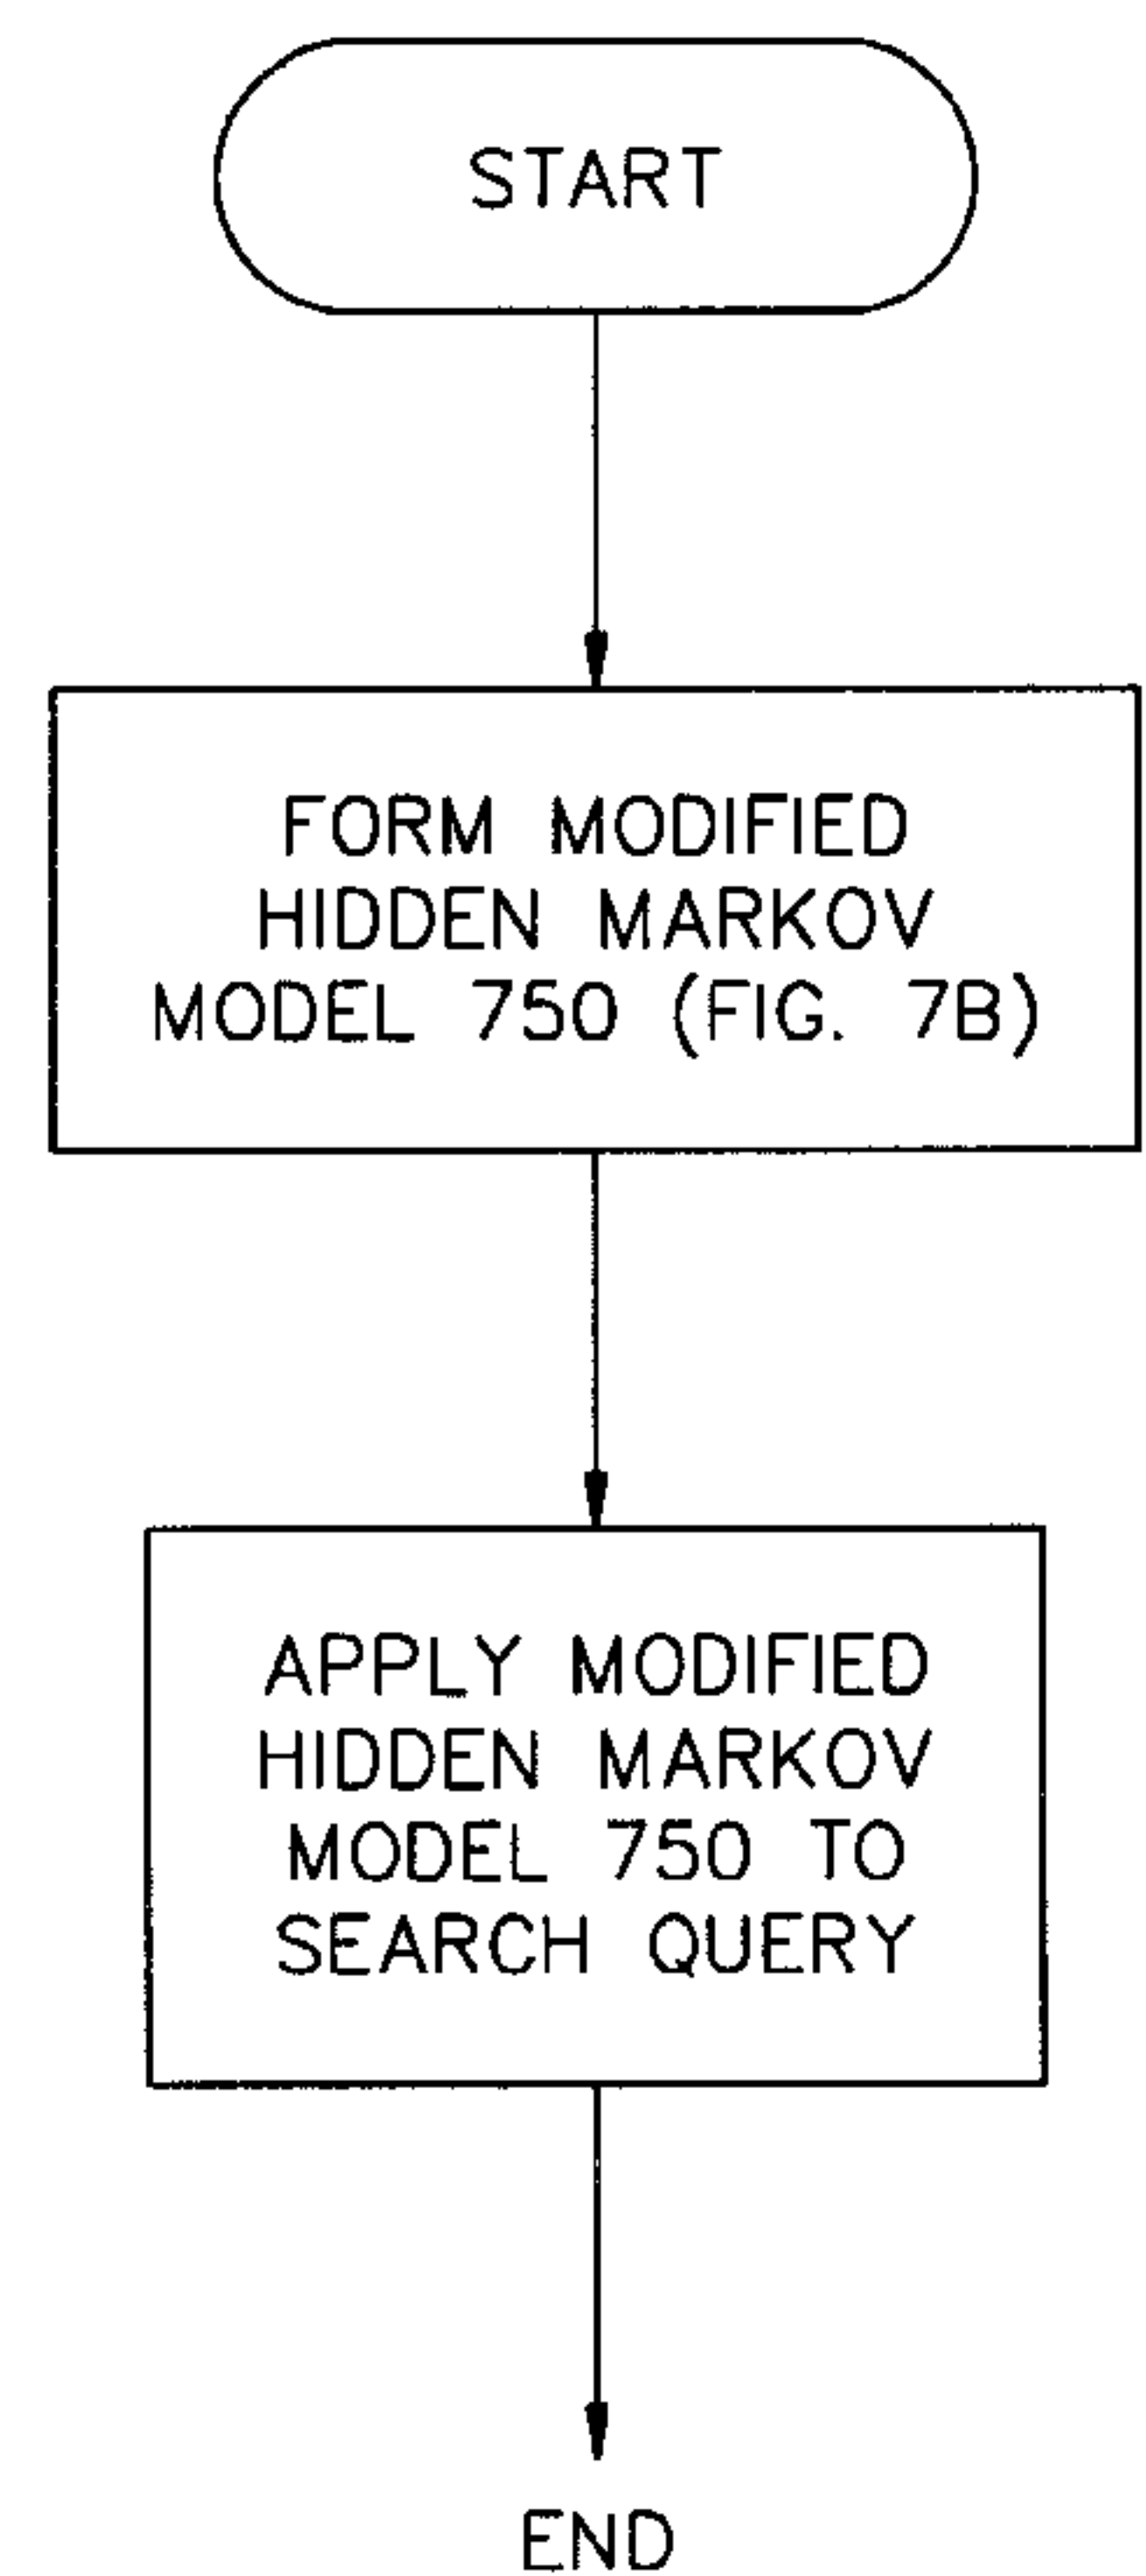 START
FORM MODIFIED
HIDDEN MARKOV
MODEL 750 (FIG. 7B)
APPLY MODIFIED
HIDDEN MARKOV
MODEL 750 TO
SEARCH QUERY
END